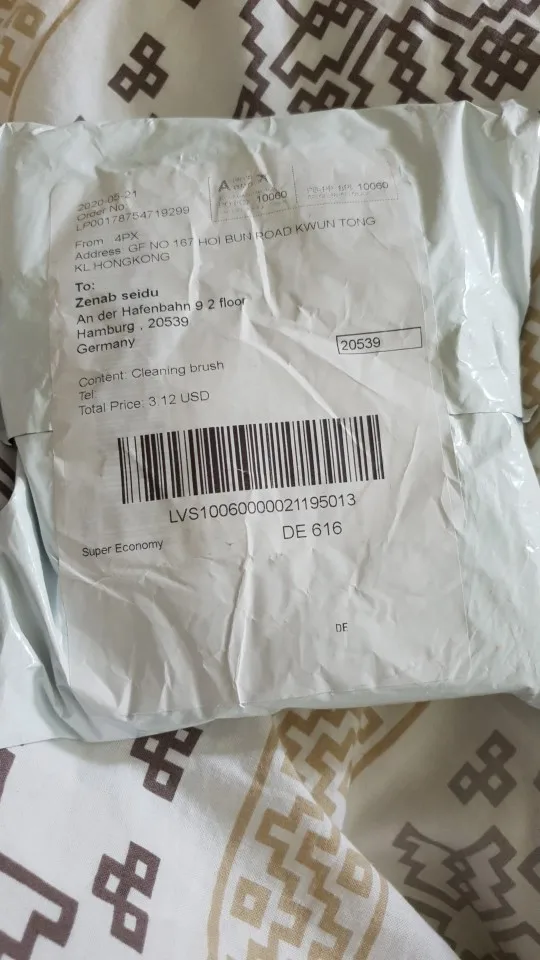 2020-05-21
Order No
LP00178754719299
A
10060
10060
From 4PX
Address GF NO 167 HOI BUN ROAD KWUN TONG
KL HONGKONG
To:
Zenab seidu
An der Hafenbahn 9 2 floor
Hamburg , 20539
Germany
20539
Content: Cleaning brush
Tel
Total Price: 3.12 USD
LVS10060000021195013
DE 616
Super Economy
DE